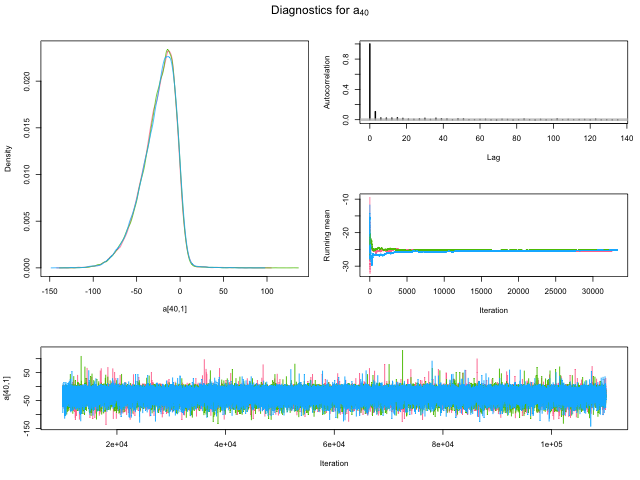 Diagnostics for a40
Density
0.000 0.005 0.010 0.015 0.020
-150 -100 -50 0 50 100
a[40,1]
Autocorrelation
0.0 0.4 0.8
0 20 40 60 80 100 120 140
Lag
Running mean
-30 -20 -10
0 5000 10000 15000 20000 25000 30000
Iteration
a[40,1]
-150 -50 50
2e+04 4e+04 6e+04 8e+04 1e+05
Iteration